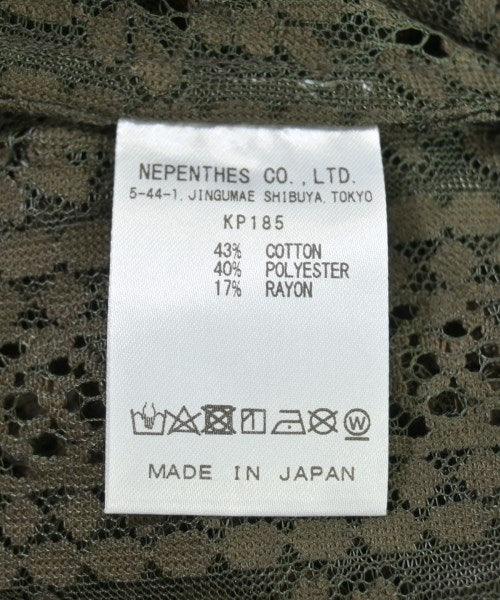 NEPENTHES CO.,LTD.
5-44-1, JINGUMAE SHIBUYA, TOKYO
KP185
43% COTTON
40% POLYESTER
17% RAYON
W
MADE IN JAPAN